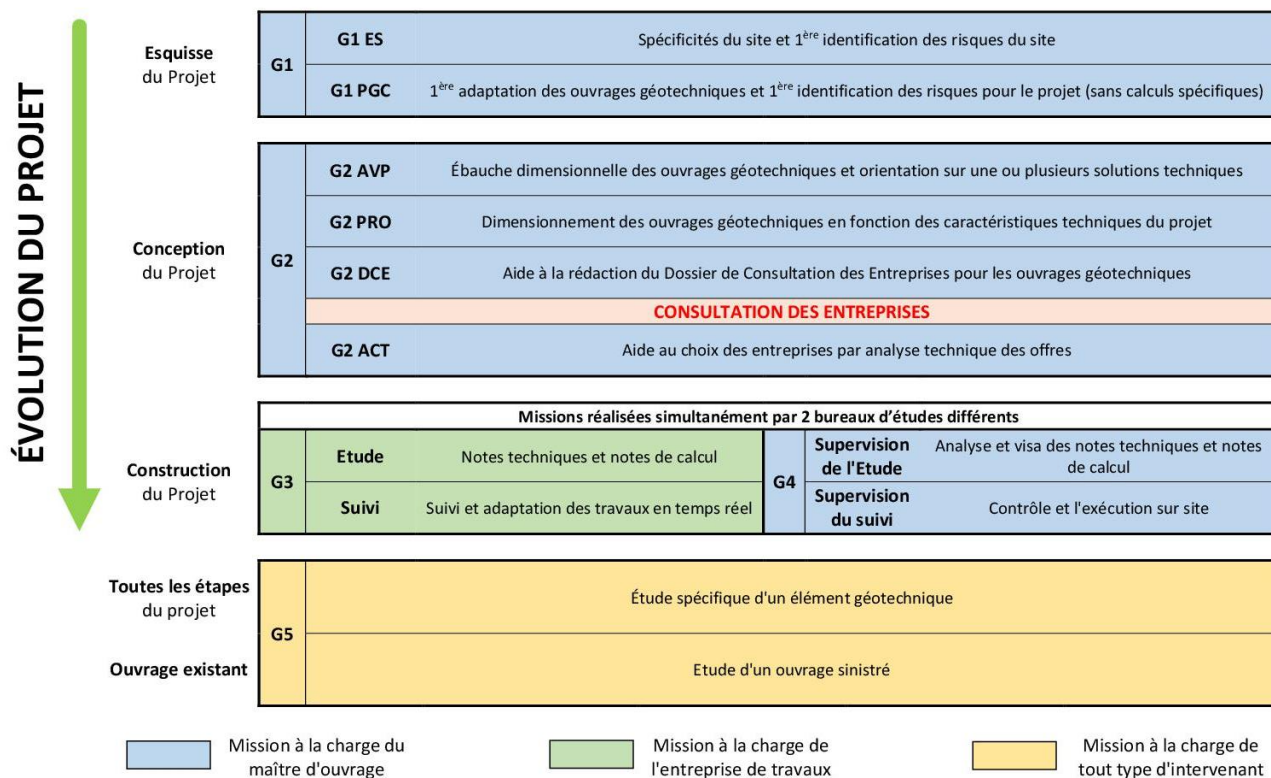 ÉVOLUTION DU PROJET
Esquisse
du Projet
G1
G1 ES
Spécificités du site et 1ère identification des risques du site
G1 PGC
1ère adaptation des ouvrages géotechniques et 1ère identification des risques pour le projet (sans calculs spécifiques)
Conception
du Projet
G2
G2 AVP
Ébauche dimensionnelle des ouvrages géotechniques et orientation sur une ou plusieurs solutions techniques
G2 PRO
Dimensionnement des ouvrages géotechniques en fonction des caractéristiques techniques du projet
G2 DCE
Aide à la rédaction du Dossier de Consultation des Entreprises pour les ouvrages géotechniques
CONSULTATION DES ENTREPRISES
G2 ACT
Aide au choix des entreprises par analyse technique des offres
Construction
du Projet
Missions réalisées simultanément par 2 bureaux d'études différents
G3
Etude
Notes techniques et notes de calcul
Suivi
Suivi et adaptation des travaux en temps réel
G4
Supervision
de l'Etude
Analyse et visa des notes techniques et notes
de calcul
Supervision
du suivi
Contrôle et l'exécution sur site
Toutes les étapes
du projet
G5
Étude spécifique d'un élément géotechnique
Ouvrage existant
Etude d'un ouvrage sinistré
Mission à la charge du
maître d'ouvrage
Mission à la charge de
l'entreprise de travaux
Mission à la charge de
tout type d'intervenant